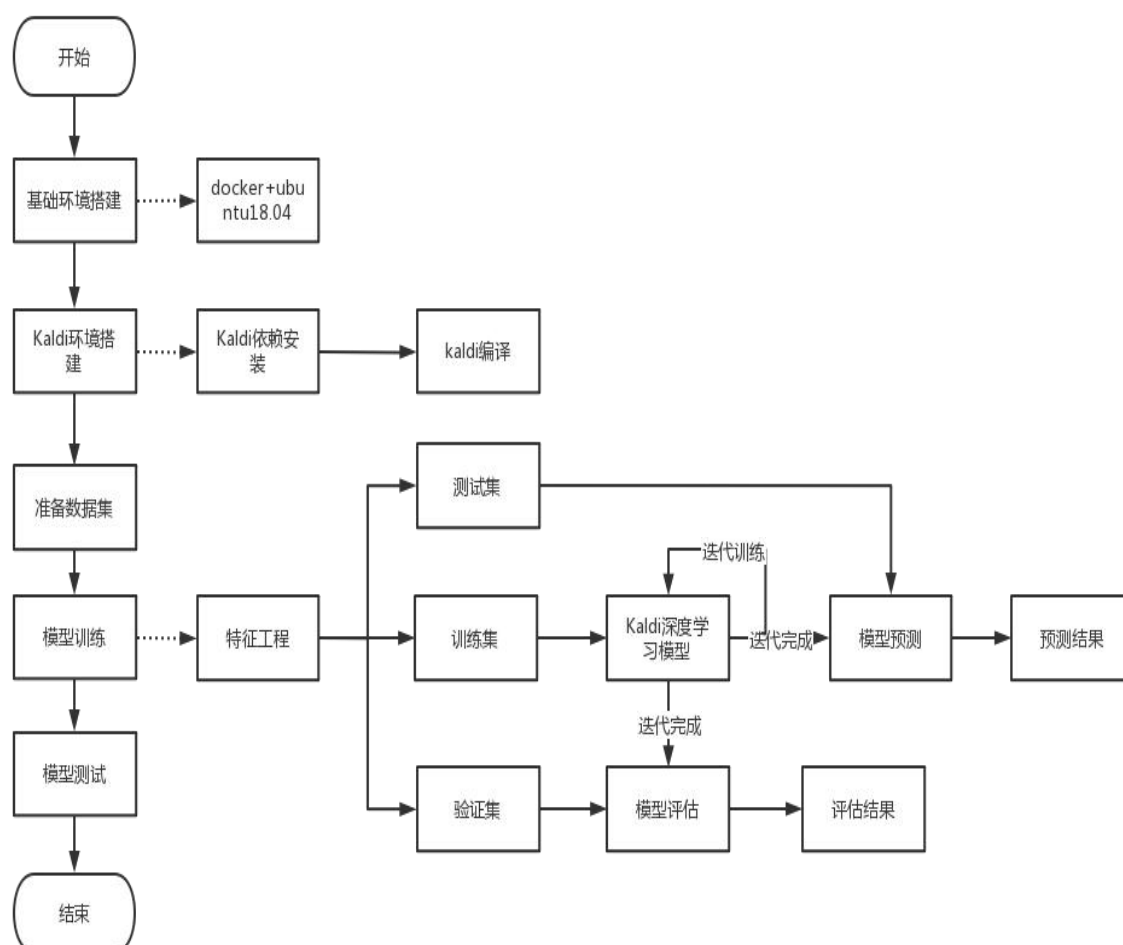 开始
基础环境搭建
docker+ubu
ntu18.04
Kaldi环境搭
建
Kaldi依赖安
装
kaldi编译
准备数据集
测试集
迭代训练
模型训练
特征工程
训练集
Kaldi深度学
习模型
迭代完成
模型预测
预测结果
迭代完成
模型测试
验证集
模型评估
评估结果
结束